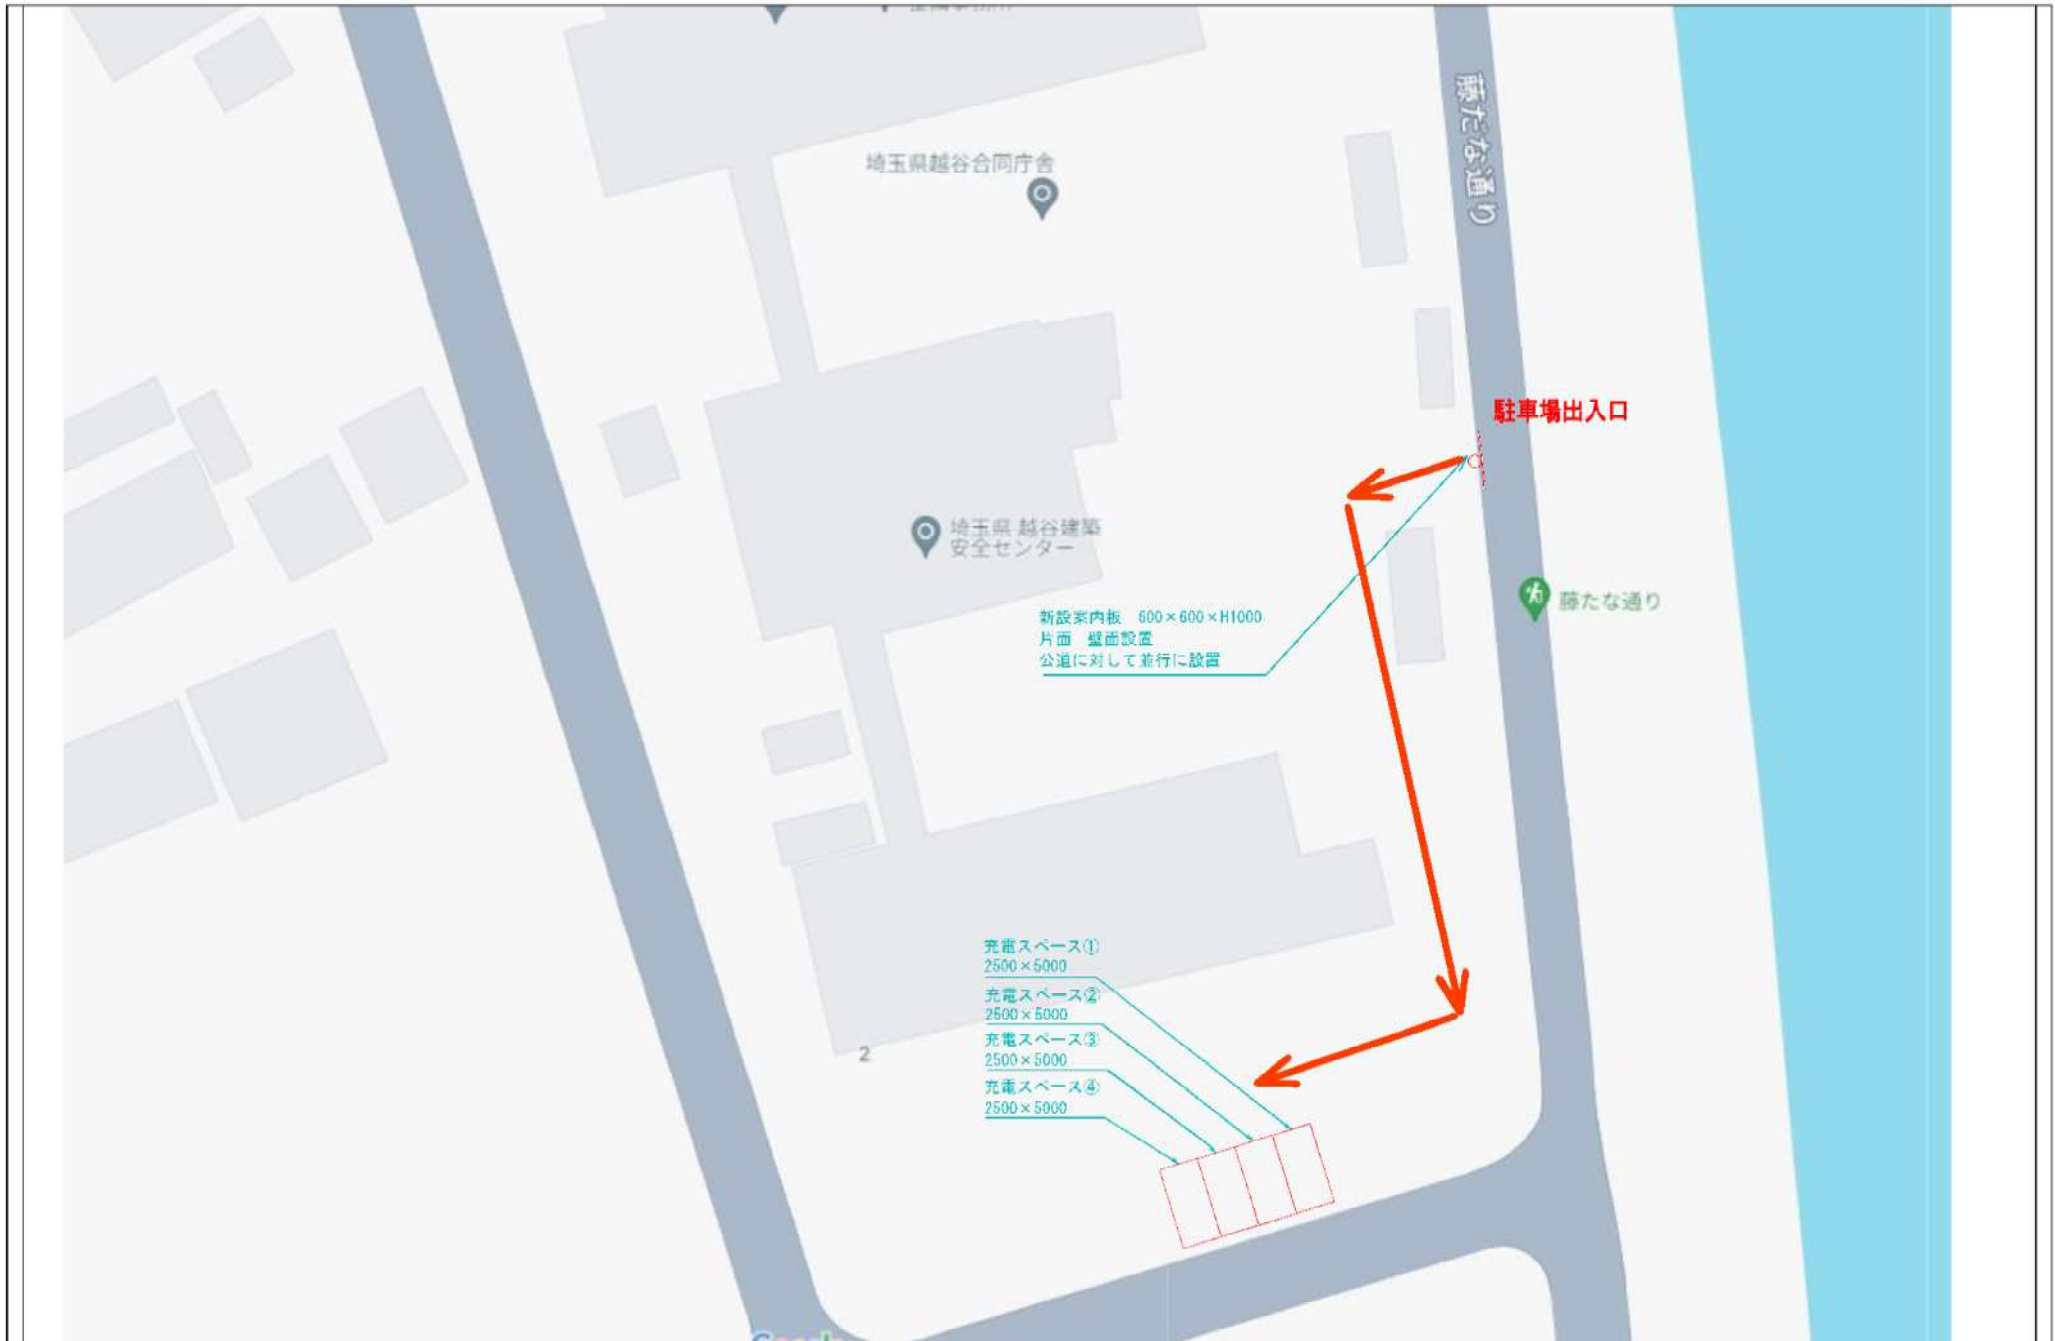 藤だな通り
埼玉県越谷合同庁舎
駐車場出入口
埼玉県 越谷建築
安全センター
新設案内板 600×600×H1000
片面 壁面設置
公道に対して並行に設置
藤たな通り
充電スペース①
2500×5000
充電スペース②
2500×5000
充電スペース③
2500×5000
充電スペース④
2500×5000
2